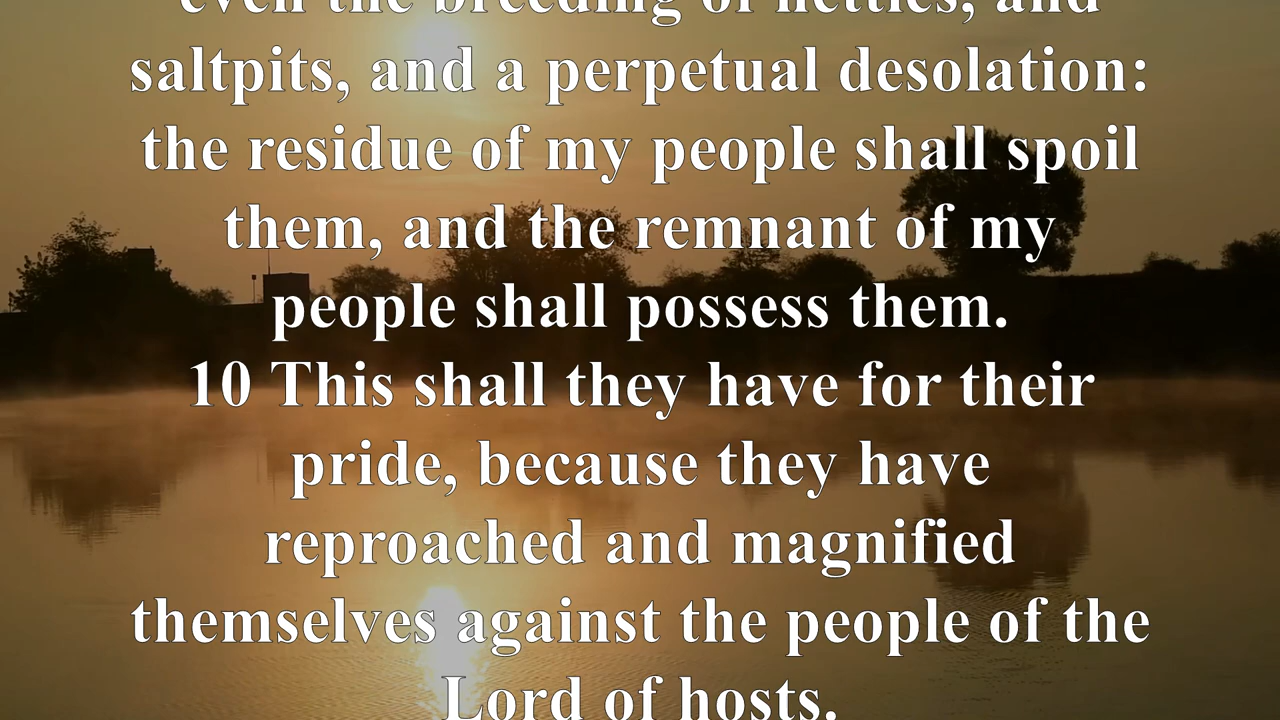 even the breeding of nettles, and
saltpits, and a perpetual desolation:
the residue of my people shall spoil
them, and the remnant of my
people shall possess them.
10 This shall they have for their
pride, because they have
reproached and magnified
themselves against the people of the
Lord of hosts.